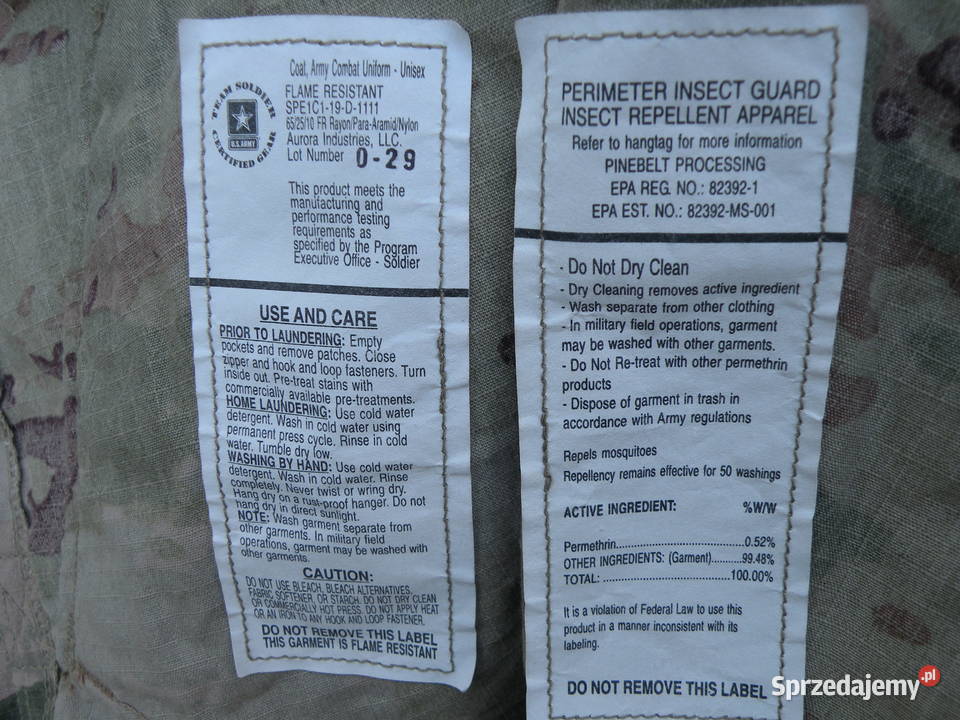 Coat, Army Combat Uniform - Unisex
TEAM SOLDIER
CERTIFIED GEAR
U.S. ARMY
FLAME RESISTANT
SPE1C1-19-D-1111
65/25/10 FR Rayon/Para-Aramid/Nylon
Aurora Industries, LLC.
Lot Number 0-29
This product meets the
manufacturing and
performance testing
requirements as
specified by the Program
Executive Office - Soldier
USE AND CARE
PRIOR TO LAUNDERING: Empty
pockets and remove patches. Close
zipper and hook and loop fasteners. Turn
inside out. Pre-treat stains with
commercially available pre-treatments.
HOME LAUNDERING: Use cold water
detergent. Wash in cold water using
permanent press cycle. Rinse in cold
water. Tumble dry low.
WASHING BY HAND: Use cold water
detergent. Wash in cold water. Rinse
completely. Never twist or wring dry.
Hang dry on a rust-proof hanger. Do not
hang dry in direct sunlight.
NOTE: Wash garment separate from
other garments. In military field
operations, garment may be washed with
other garments.
CAUTION:
DO NOT USE BLEACH, BLEACH ALTERNATIVES,
FABRIC SOFTENER, OR STARCH. DO NOT DRY CLEAN
OR COMMERCIALLY HOT PRESS. DO NOT APPLY HEAT
OR AN IRON TO ANY HOOK AND LOOP FASTENER.
DO NOT REMOVE THIS LABEL
THIS GARMENT IS FLAME RESISTANT
PERIMETER INSECT GUARD
INSECT REPELLENT APPAREL
Refer to hangtag for more information
PINEBELT PROCESSING
EPA REG. NO.: 82392-1
EPA EST. NO.: 82392-MS-001
- Do Not Dry Clean
- Dry Cleaning removes active ingredient
- Wash separate from other clothing
- In military field operations, garment
may be washed with other garments.
- Do Not Re-treat with other permethrin
products
- Dispose of garment in trash in
accordance with Army regulations
Repels mosquitoes
Repellency remains effective for 50 washings
ACTIVE INGREDIENT: %W/W
Permethrin..............................0.52%
OTHER INGREDIENTS: (Garment)..........99.48%
TOTAL: ..................................100.00%
It is a violation of Federal Law to use this
product in a manner inconsistent with its
labeling.
DO NOT REMOVE THIS LABEL
Sprzedajemy.pl